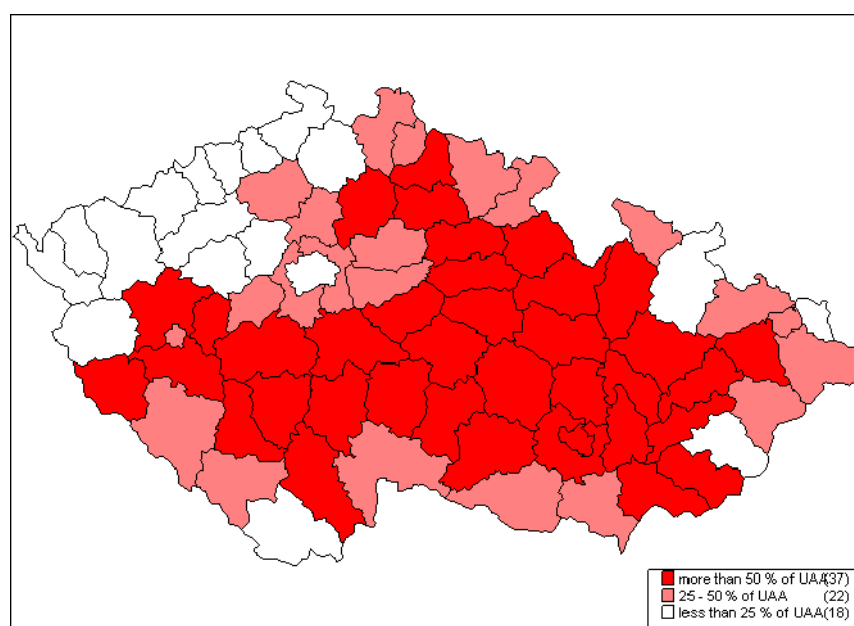 more than 50 % of UAA(37)
25 - 50 % of UAA (22)
less than 25 % of UAA(18)